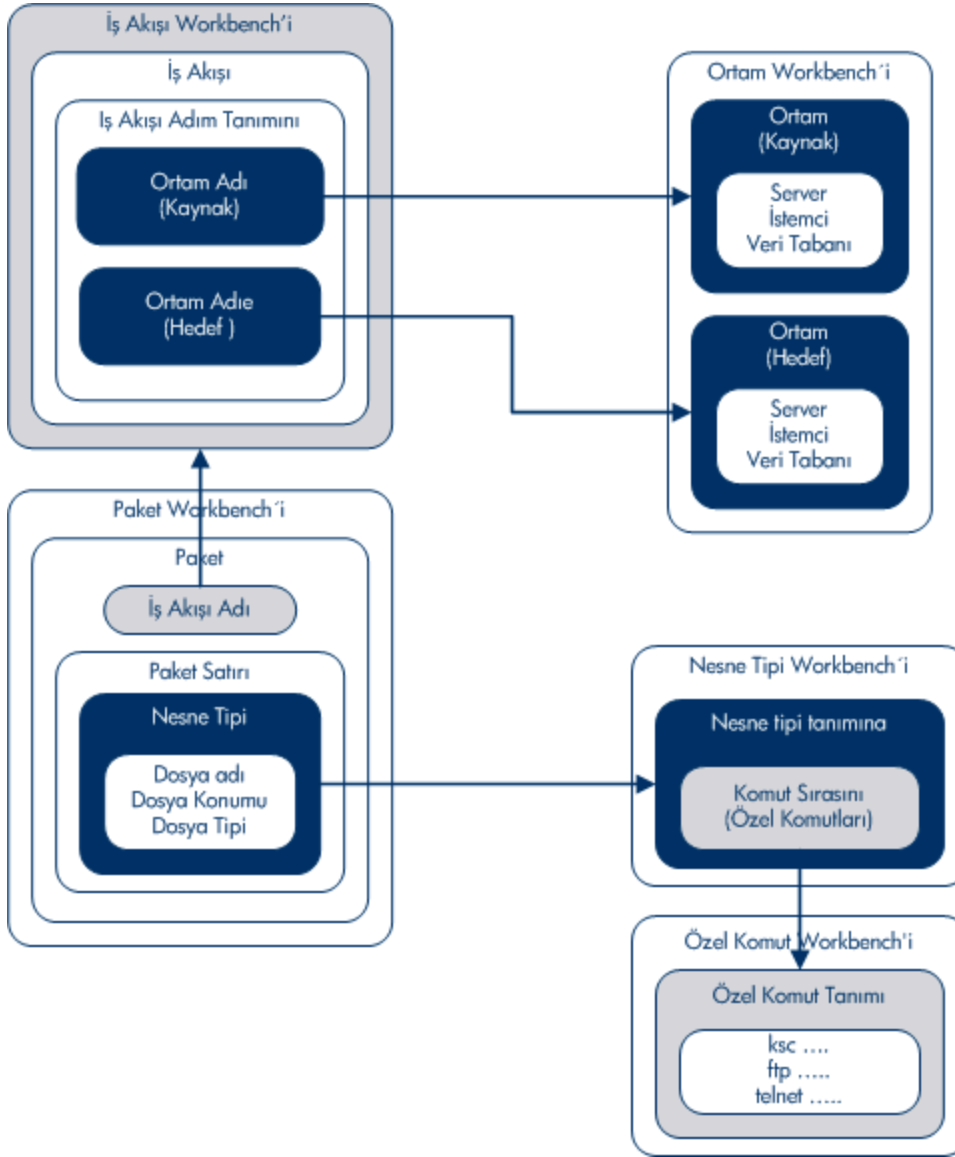 İş Akışı Workbench'i
İş Akışı
Iş Akışı Adım Tanımını
Ortam Adı
(Kaynak)
Ortam Adıe
(Hedef )
Ortam Workbench´i
Ortam
(Kaynak)
Server
İstemci
Veri Tabanı
Ortam
(Hedef)
Server
İstemci
Veri Tabanı
Paket Workbench´i
Paket
İş Akışı Adı
Paket Satırı
Nesne Tipi
Dosya adı
Dosya Konumu
Dosya Tipi
Nesne Tipi Workbench´i
Nesne tipi tanımına
Komut Sırasını
(Özel Komutları)
Özel Komut Workbench'i
Özel Komut Tanımı
ksc ....
ftp .....
telnet .....